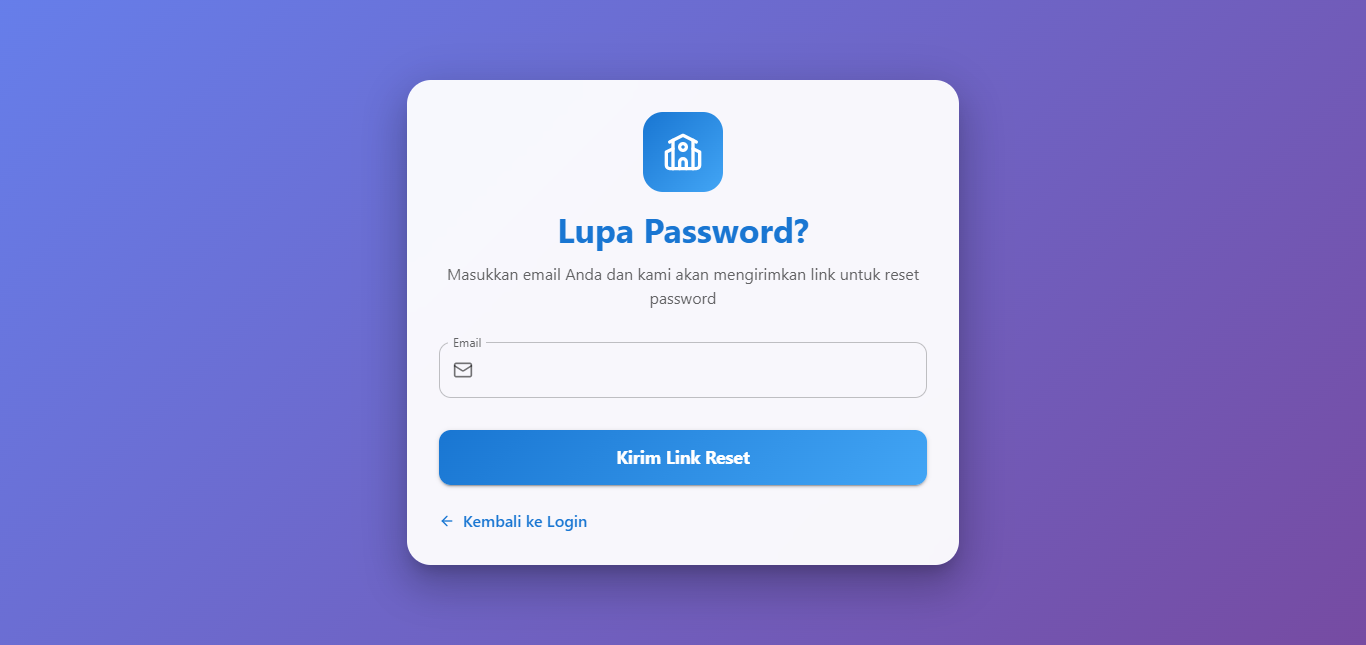 Lupa Password?
Masukkan email Anda dan kami akan mengirimkan link untuk reset
password
Email
Kirim Link Reset
Kembali ke Login